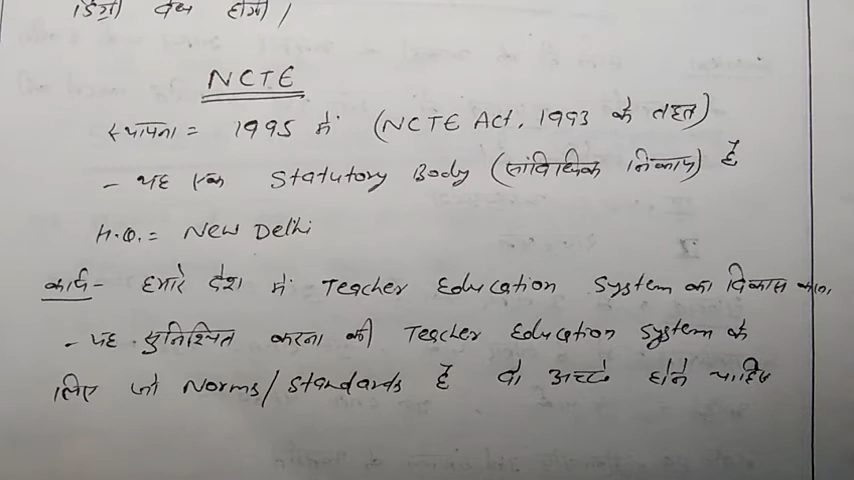 डिग्री वैध होगी।
NCTE
स्थापना = 1995 में (NCTE Act, 1993 के तहत)
- यह एक Statutory Body (सांविधिक निकाय) है
H.Q. = New Delhi
कार्य - हमारे देश में Teacher Education System का विकास करना,
- यह सुनिश्चित करना की Teacher Education System के
लिए जो Norms/Standards हैं वो अच्छे होने चाहिए